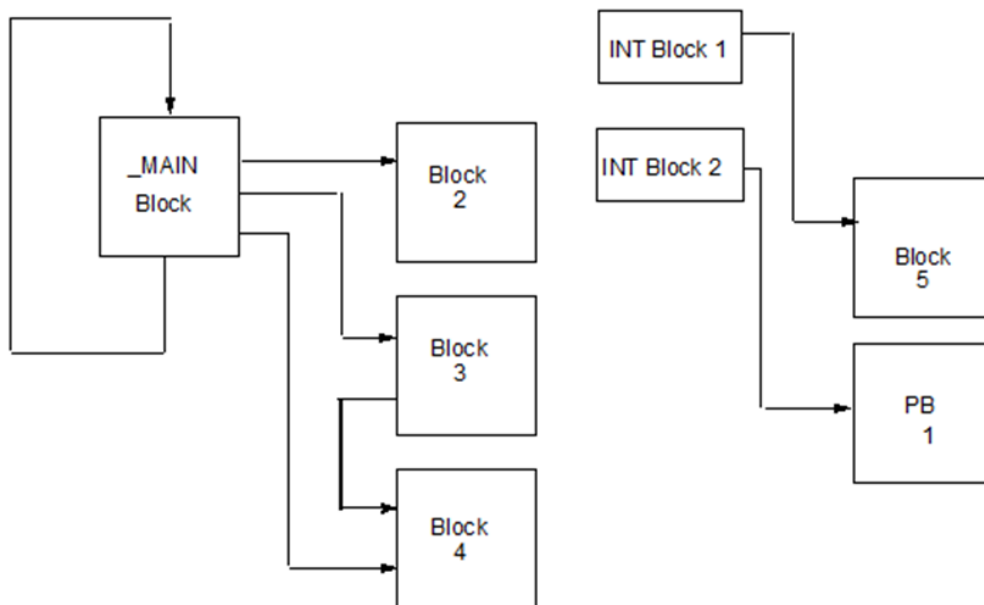 _MAIN
Block
Block
2
Block
3
Block
4
INT Block 1
INT Block 2
Block
5
PB
1